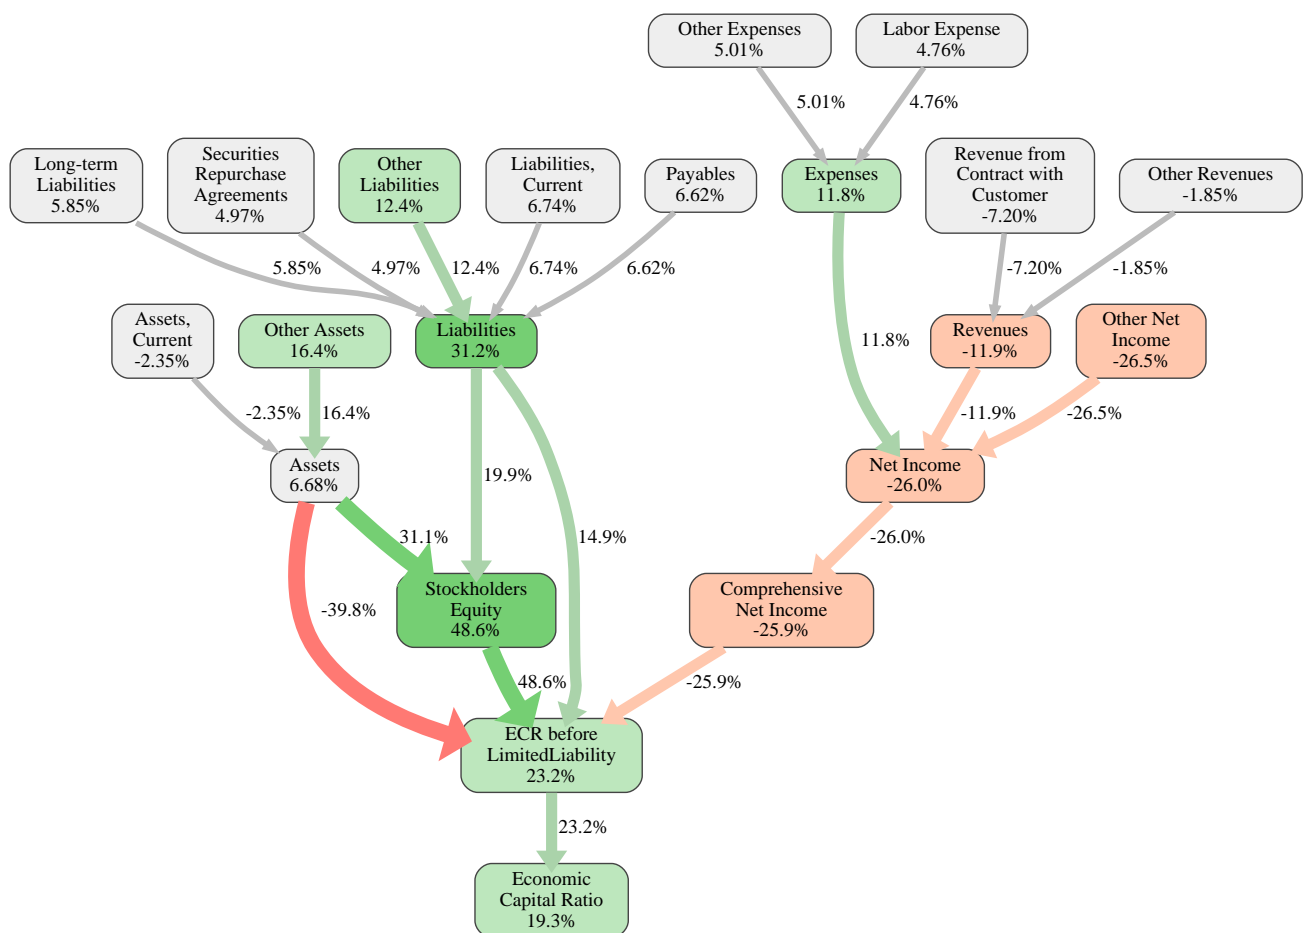 Other Expenses
5.01%
Labor Expense
4.76%
5.01%
4.76%
Long-term
Liabilities
5.85%
Securities
Repurchase
Agreements
4.97%
Other
Liabilities
12.4%
Liabilities,
Current
6.74%
Payables
6.62%
Expenses
11.8%
Revenue from
Contract with
Customer
-7.20%
Other Revenues
-1.85%
5.85%
4.97%
12.4%
6.74%
6.62%
-7.20%
-1.85%
Assets,
Current
-2.35%
Other Assets
16.4%
Liabilities
31.2%
11.8%
Revenues
-11.9%
Other Net
Income
-26.5%
-2.35%
16.4%
-11.9%
-26.5%
Assets
6.68%
19.9%
Net Income
-26.0%
31.1%
14.9%
-26.0%
-39.8%
Stockholders
Equity
48.6%
Comprehensive
Net Income
-25.9%
48.6%
-25.9%
ECR before
LimitedLiability
23.2%
23.2%
Economic
Capital Ratio
19.3%